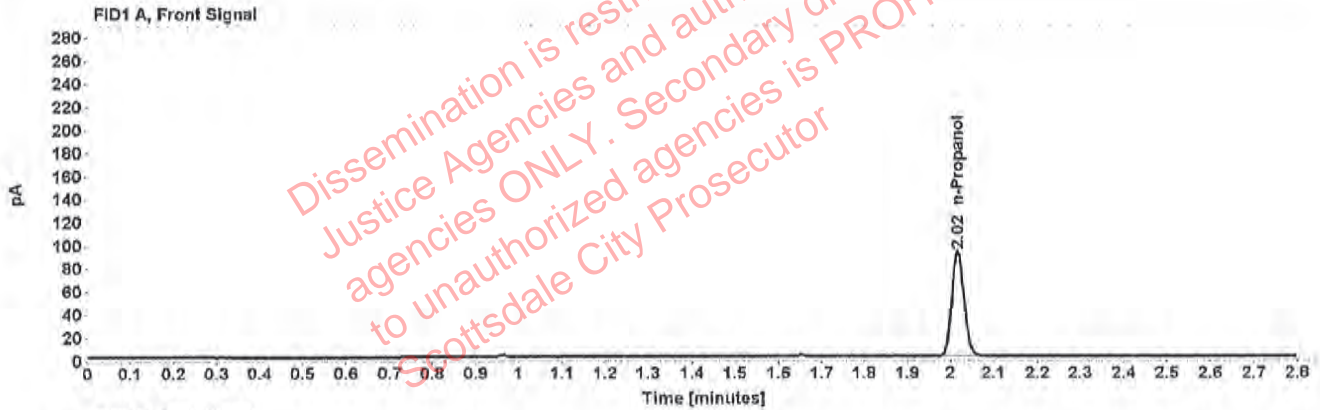 FID1 A, Front Signal
280
260
240
220
200
180
160
140
120
100
80
60
40
20
0
pA
2.02 n-Propanol
0 0.1 0.2 0.3 0.4 0.5 0.6 0.7 0.8 0.9 1 1.1 1.2 1.3 1.4 1.5 1.6 1.7 1.8 1.9 2 2.1 2.2 2.3 2.4 2.5 2.6 2.7 2.8
Time [minutes]
Dissemination is
Justice Agencies and
agencies ONLY. Secondary
to unauthorized agencies is
Scottsdale City Prosecutor